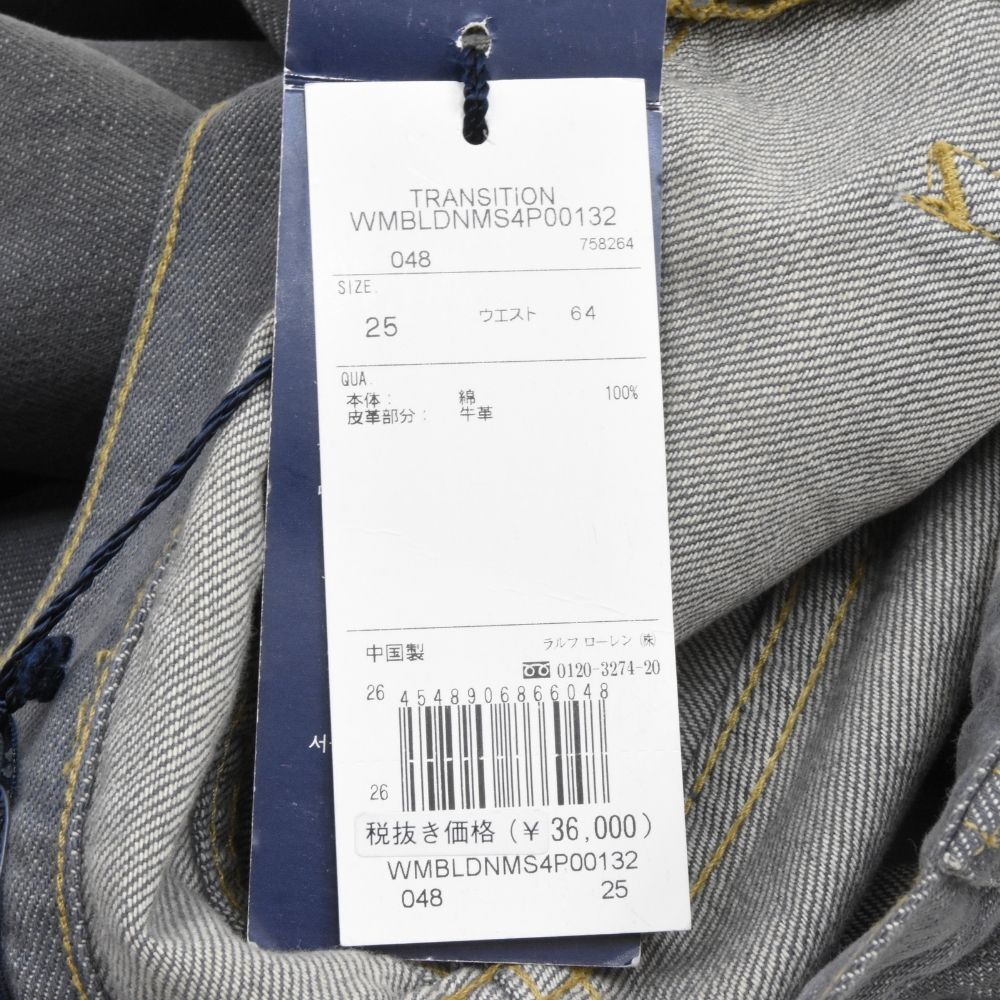 TRANSITiON
WMBLDNMS4P00132
758264
048
SIZE.
25 ウエスト 64
QUA.
本体: 綿 100%
皮革部分: 牛革
中国製 ラルフ ローレン (株)
0120-3274-20
26 4548906866048
26
税抜き価格 (¥ 36,000)
WMBLDNMS4P00132
048 25